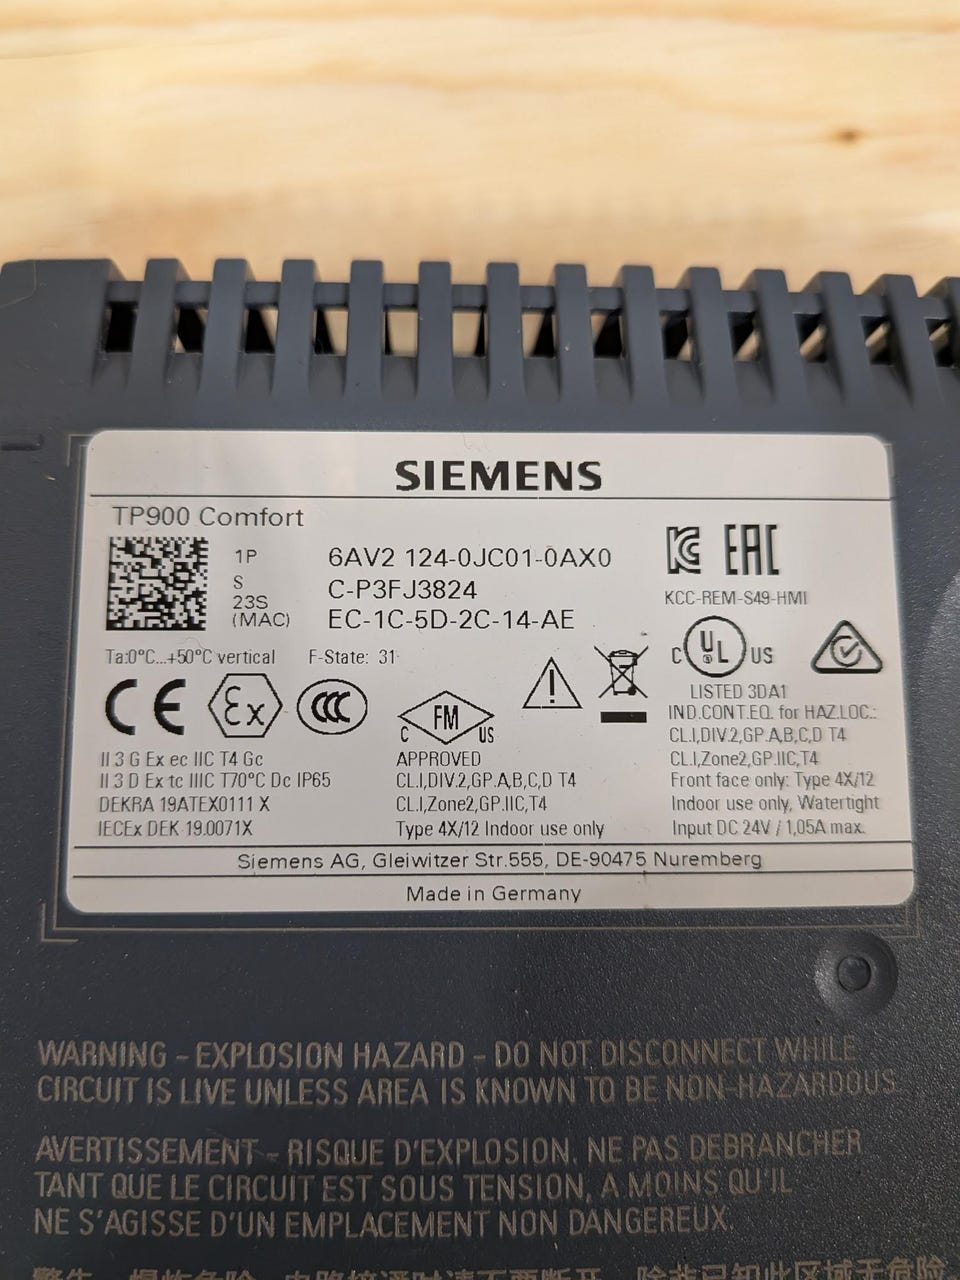 SIEMENS
TP900 Comfort
1P 6AV2 124-0JC01-0AX0
S C-P3FJ3824
23S
(MAC) EC-1C-5D-2C-14-AE
KCC-REM-S49-HMI
EAC
Ta:0°C...+50°C vertical F-State: 31
CE Ex CCC
FM
C US
C UL US
LISTED 3DA1
IND.CONT.EQ. for HAZ.LOC.:
CL.I,DIV.2,GP.A,B,C,D T4
CL.I,Zone2,GP.IIC,T4
Front face only: Type 4X/12
Indoor use only, Watertight
Input DC 24V / 1,05A max.
II 3 G Ex ec IIC T4 Gc
II 3 D Ex tc IIIC T70°C Dc IP65
DEKRA 19ATEX0111 X
IECEx DEK 19.0071X
APPROVED
CL.I,DIV.2,GP.A,B,C,D T4
CL.I,Zone2,GP.IIC,T4
Type 4X/12 Indoor use only
Siemens AG, Gleiwitzer Str.555, DE-90475 Nuremberg
Made in Germany
WARNING - EXPLOSION HAZARD - DO NOT DISCONNECT WHILE
CIRCUIT IS LIVE UNLESS AREA IS KNOWN TO BE NON-HAZARDOUS.
AVERTISSEMENT - RISQUE D'EXPLOSION. NE PAS DEBRANCHER
TANT QUE LE CIRCUIT EST SOUS TENSION, A MOINS QU'IL
NE S'AGISSE D'UN EMPLACEMENT NON DANGEREUX.